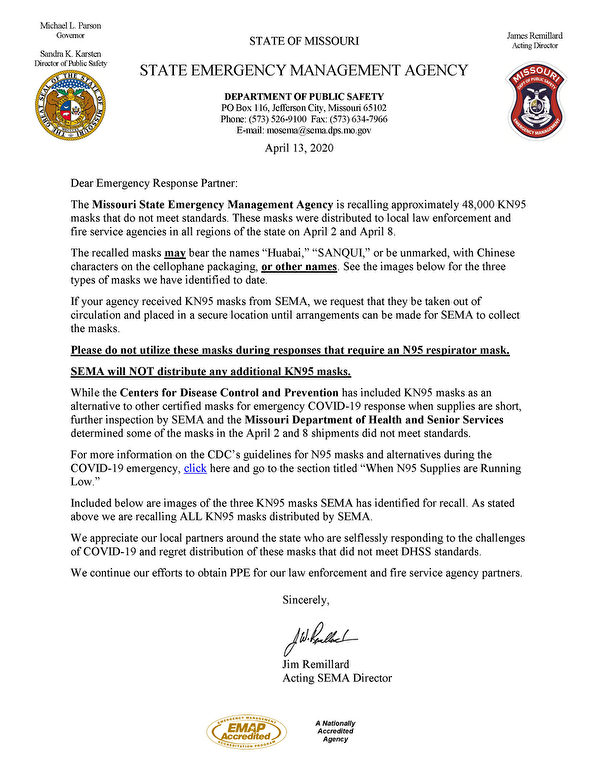 Michael L. Parson
Governor
Sandra K. Karsten
Director of Public Safety
THE GREAT SEAL OF THE STATE OF MISSOURI
STATE OF MISSOURI
STATE EMERGENCY MANAGEMENT AGENCY
DEPARTMENT OF PUBLIC SAFETY
PO Box 116, Jefferson City, Missouri 65102
Phone: (573) 526-9100 Fax: (573) 634-7966
E-mail: mosema@sema.dps.mo.gov
James Remillard
Acting Director
MISSOURI
DEPT OF PUBLIC SAFETY
EMERGENCY MANAGEMENT
April 13, 2020
Dear Emergency Response Partner:
The Missouri State Emergency Management Agency is recalling approximately 48,000 KN95
masks that do not meet standards. These masks were distributed to local law enforcement and
fire service agencies in all regions of the state on April 2 and April 8.
The recalled masks may bear the names “Huabai,” “SANQUI,” or be unmarked, with Chinese
characters on the cellophane packaging, or other names. See the images below for the three
types of masks we have identified to date.
If your agency received KN95 masks from SEMA, we request that they be taken out of
circulation and placed in a secure location until arrangements can be made for SEMA to collect
the masks.
Please do not utilize these masks during responses that require an N95 respirator mask.
SEMA will NOT distribute any additional KN95 masks.
While the Centers for Disease Control and Prevention has included KN95 masks as an
alternative to other certified masks for emergency COVID-19 response when supplies are short,
further inspection by SEMA and the Missouri Department of Health and Senior Services
determined some of the masks in the April 2 and 8 shipments did not meet standards.
For more information on the CDC’s guidelines for N95 masks and alternatives during the
COVID-19 emergency, click here and go to the section titled “When N95 Supplies are Running
Low.”
Included below are images of the three KN95 masks SEMA has identified for recall. As stated
above we are recalling ALL KN95 masks distributed by SEMA.
We appreciate our local partners around the state who are selflessly responding to the challenges
of COVID-19 and regret distribution of these masks that did not meet DHSS standards.
We continue our efforts to obtain PPE for our law enforcement and fire service agency partners.
Sincerely,
J.W. Remillard
Jim Remillard
Acting SEMA Director
EMERGENCY MANAGEMENT
EMAP
Accredited
ACCREDITATION PROGRAM
A Nationally
Accredited
Agency